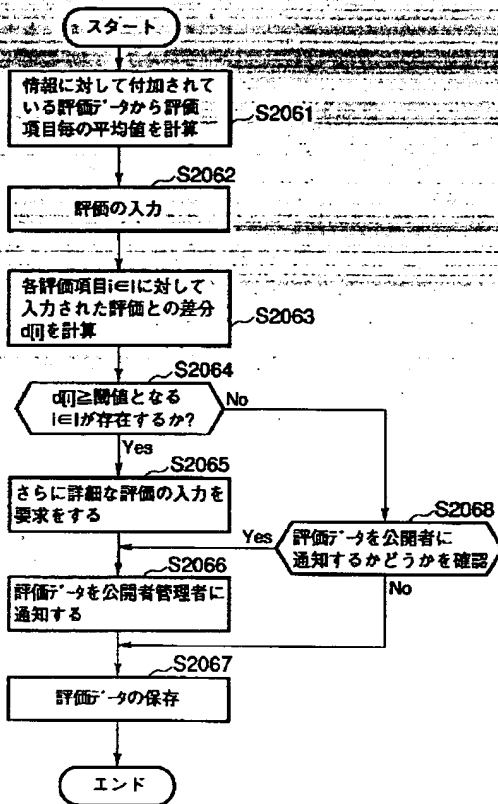 スタート
情報に対して付加されて
いる評価データから評価
項目毎の平均値を計算
S2061
S2062
評価の入力
各評価項目i∈Iに対して
入力された評価との差分
d[i]を計算
S2063
S2064
d[i]≧閾値となる
i∈Iが存在するか?
No
Yes
S2065
さらに詳細な評価の入力を
要求をする
S2068
評価データを公開者に
通知するかどうかを確認
Yes
No
S2066
評価データを公開者管理者に
通知する
S2067
評価データの保存
エンド